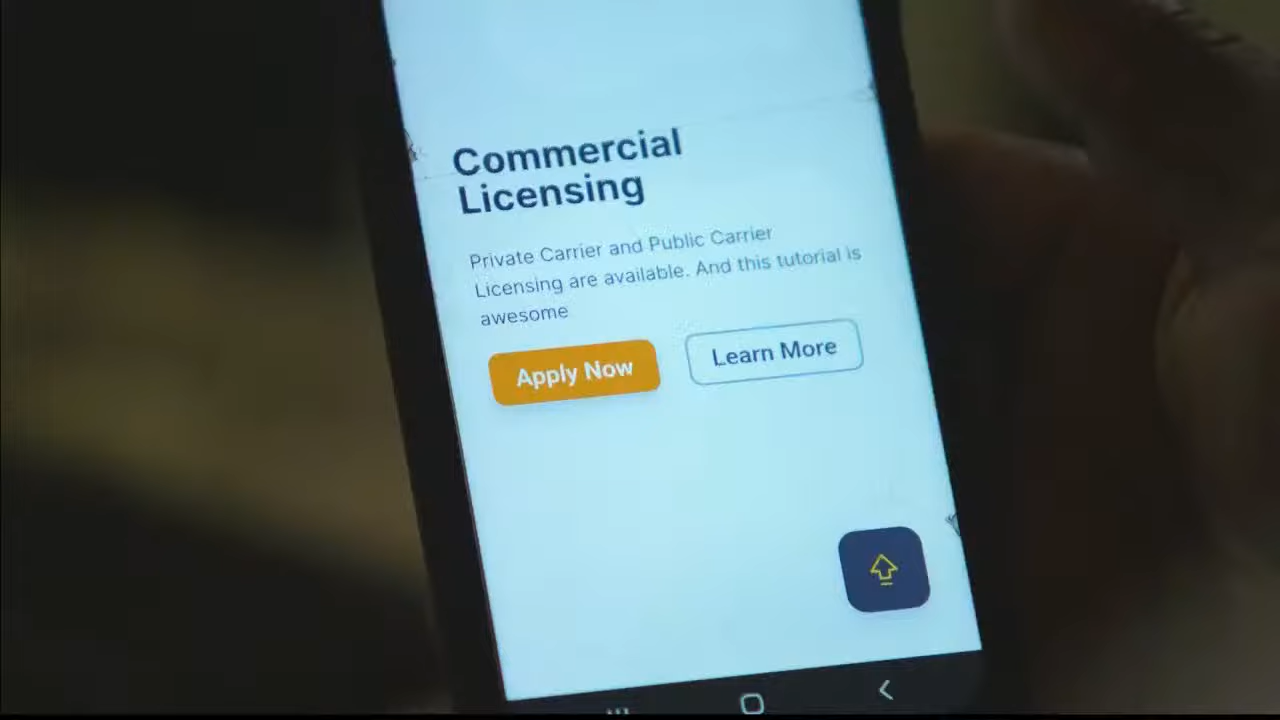 Commercial
Licensing
Private Carrier and Public Carrier
Licensing are available. And this tutorial is
awesome
Apply Now
Learn More